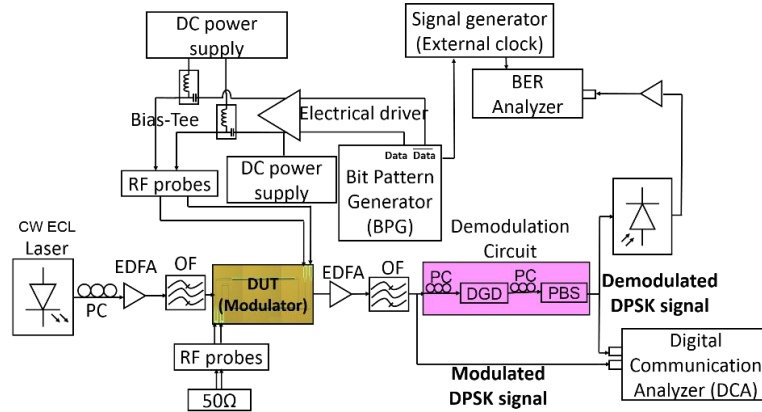 DC power
supply
Signal generator
(External clock)
BER
Analyzer
Bias-Tee
Electrical driver
DC power
supply
Data Data
Bit Pattern
Generator
(BPG)
RF probes
CW ECL
Laser
PC
EDFA
OF
DUT
(Modulator)
EDFA
OF
Demodulation
Circuit
PC
DGD
PC
PBS
Demodulated
DPSK signal
RF probes
50Ω
Modulated
DPSK signal
Digital
Communication
Analyzer (DCA)